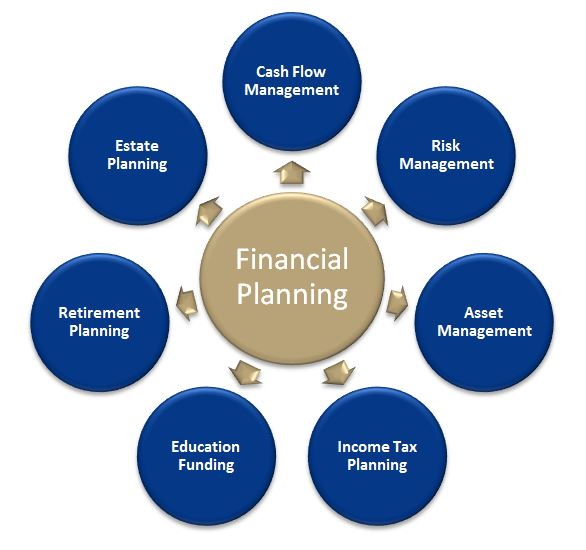 Cash Flow
Management
Risk
Management
Asset
Management
Income Tax
Planning
Education
Funding
Retirement
Planning
Estate
Planning
Financial
Planning